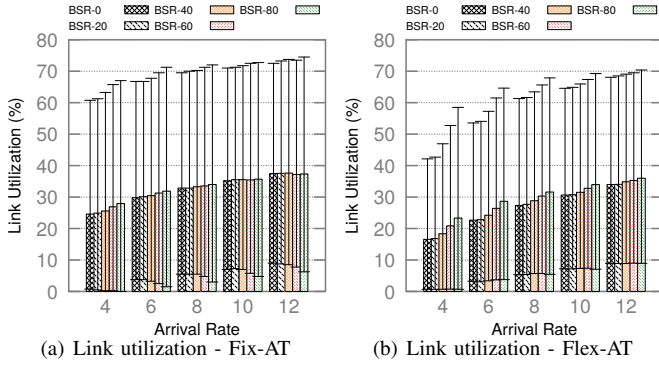 BSR-0 BSR-40 BSR-80
BSR-20 BSR-60
80
70
60
50
40
30
20
10
0
Link Utilization (%)
4 6 8 10 12
Arrival Rate
(a) Link utilization - Fix-AT
BSR-0 BSR-40 BSR-80
BSR-20 BSR-60
80
70
60
50
40
30
20
10
0
Link Utilization (%)
4 6 8 10 12
Arrival Rate
(b) Link utilization - Flex-AT